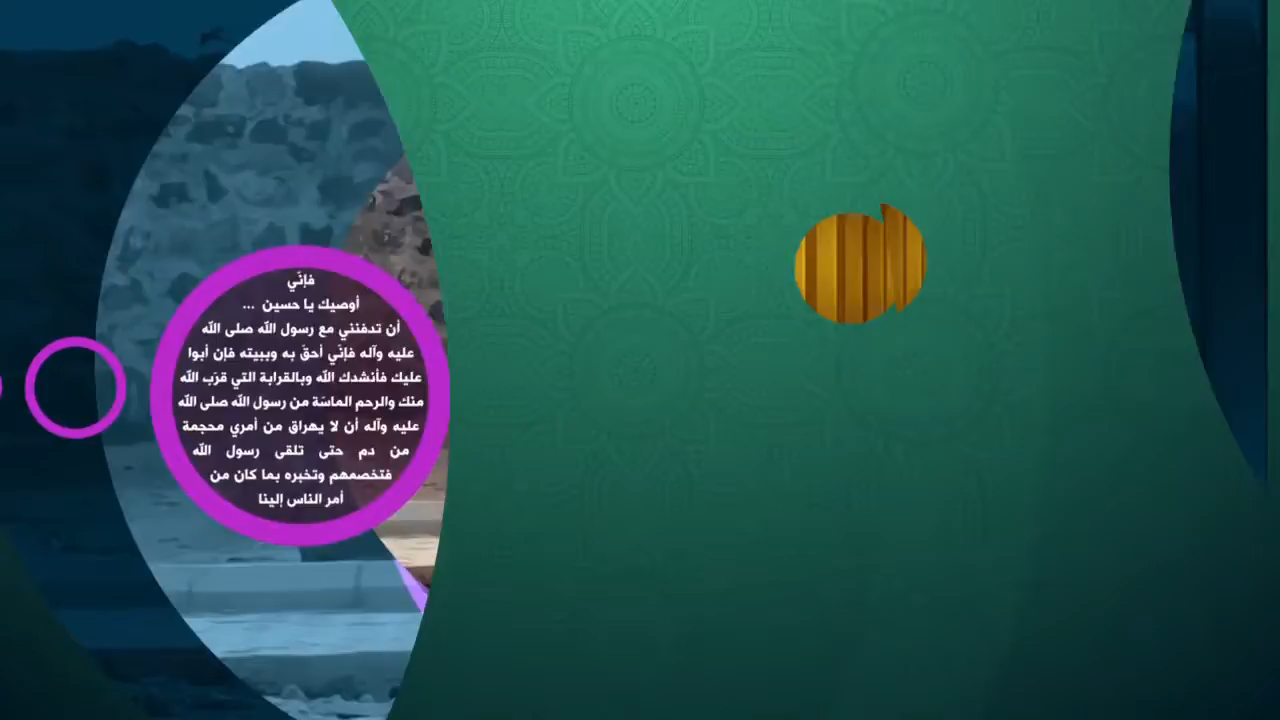 فإنّي
أوصيك يا حسين ...
أن تدفنني مع رسول الله صلى الله
عليه وآله فإنّي أحقّ به وببيته فإن أبوا
عليك فأنشدك الله وبالقرابة التي قرّب الله
منك والرحم الماسّة من رسول الله صلى الله
عليه وآله أن لا يهراق من أمري محجمة
من دم حتى تلقى رسول الله
فتخصمهم وتخبره بما كان من
أمر الناس إلينا